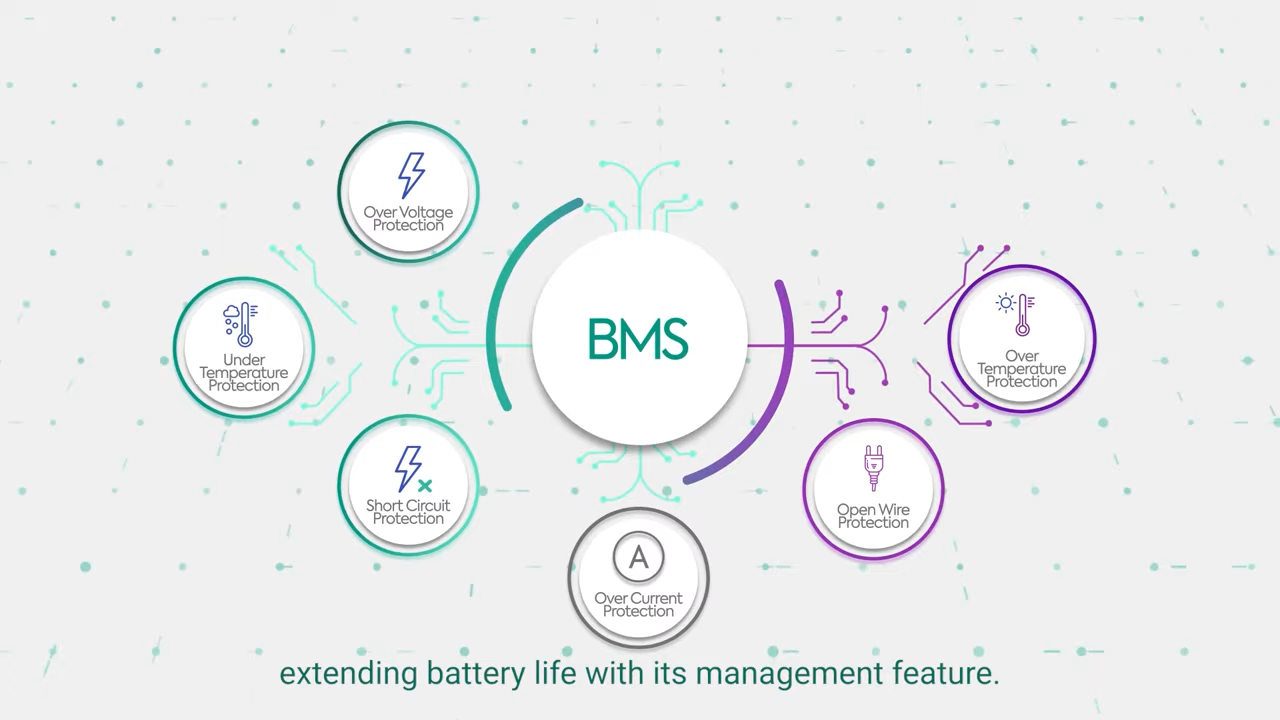 Over Voltage
Protection
Under
Temperature
Protection
BMS
Over
Temperature
Protection
Short Circuit
Protection
Open Wire
Protection
A
Over Current
Protection
extending battery life with its management feature.